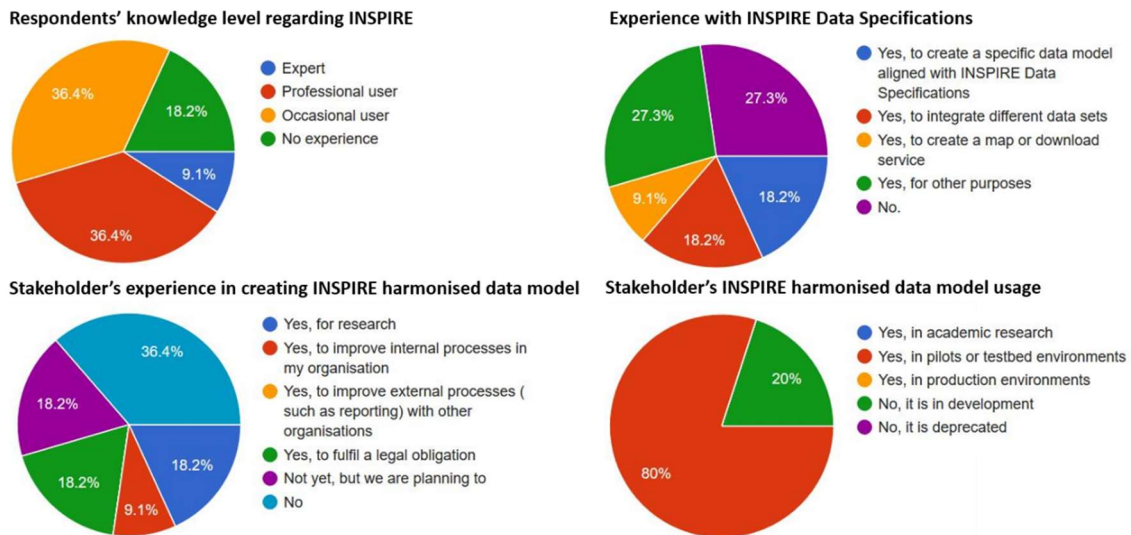 Respondents' knowledge level regarding INSPIRE
36.4%
18.2%
9.1%
36.4%
Expert
Professional user
Occasional user
No experience
Experience with INSPIRE Data Specifications
27.3%
27.3%
9.1%
18.2%
18.2%
Yes, to create a specific data model
aligned with INSPIRE Data
Specifications
Yes, to integrate different data sets
Yes, to create a map or download
service
Yes, for other purposes
No.
Stakeholder's experience in creating INSPIRE harmonised data model
36.4%
18.2%
18.2%
18.2%
9.1%
Yes, for research
Yes, to improve internal processes in
my organisation
Yes, to improve external processes (
such as reporting) with other
organisations
Yes, to fulfil a legal obligation
Not yet, but we are planning to
No
Stakeholder's INSPIRE harmonised data model usage
20%
80%
Yes, in academic research
Yes, in pilots or testbed environments
Yes, in production environments
No, it is in development
No, it is deprecated